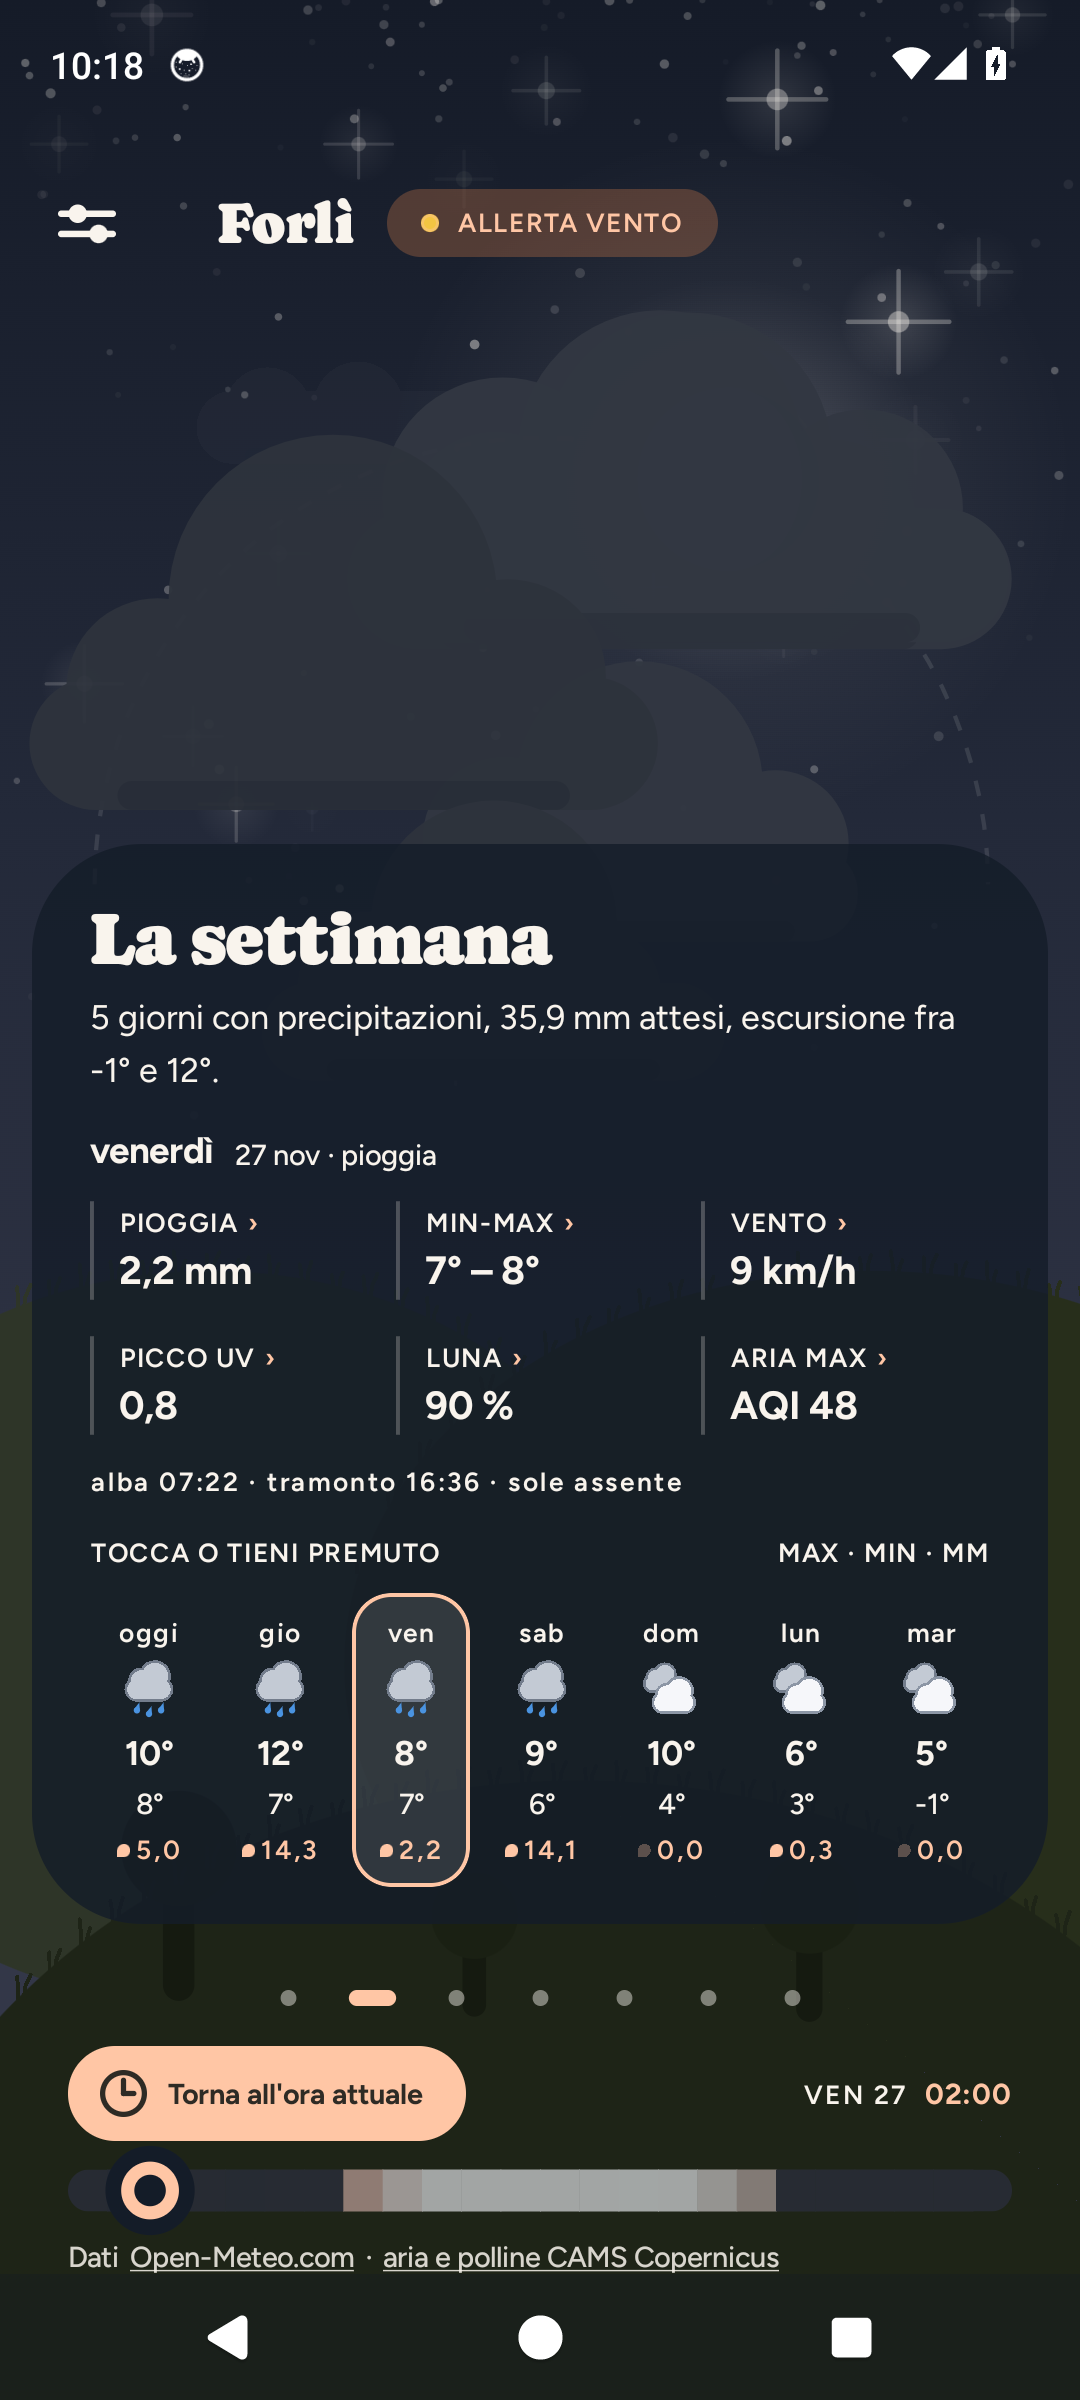 10:18
Forlì
ALLERTA VENTO
La settimana
5 giorni con precipitazioni, 35,9 mm attesi, escursione fra
-1° e 12°.
venerdì 27 nov · pioggia
PIOGGIA › MIN-MAX › VENTO ›
2,2 mm 7° – 8° 9 km/h
PICCO UV › LUNA › ARIA MAX ›
0,8 90 % AQI 48
alba 07:22 · tramonto 16:36 · sole assente
TOCCA O TIENI PREMUTO MAX · MIN · MM
oggi gio ven sab dom lun mar
10° 12° 8° 9° 10° 6° 5°
8° 7° 7° 6° 4° 3° -1°
5,0 14,3 2,2 14,1 0,0 0,3 0,0
Torna all'ora attuale VEN 27 02:00
Dati Open-Meteo.com · aria e polline CAMS Copernicus